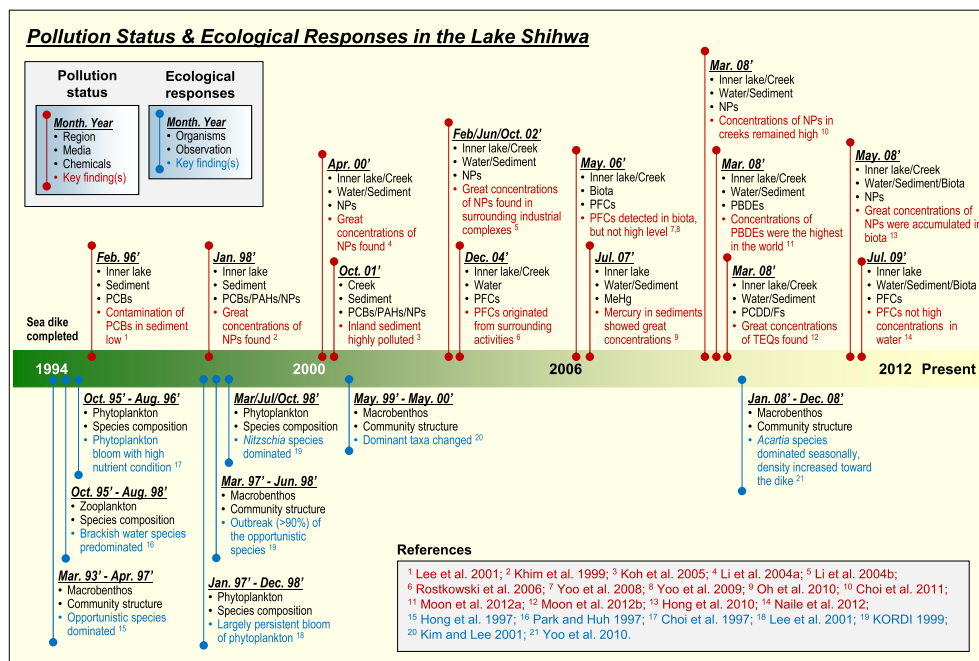 Pollution Status & Ecological Responses in the Lake Shihwa
Pollution
status
Month. Year
• Region
• Media
• Chemicals
• Key finding(s)
Ecological
responses
Month. Year
• Organisms
• Observation
• Key finding(s)
Feb. 96'
• Inner lake
• Sediment
• PCBs
• Contamination of
PCBs in sediment
low 1
Jan. 98'
• Inner lake
• Sediment
• PCBs/PAHs/NPs
• Great
concentrations of
NPs found 2
Apr. 00'
• Inner lake/Creek
• Water/Sediment
• NPs
• Great
concentrations of
NPs found 4
Oct. 01'
• Creek
• Sediment
• PCBs/PAHs/NPs
• Inland sediment
highly polluted 3
Feb/Jun/Oct. 02'
• Inner lake/Creek
• Water/Sediment
• NPs
• Great concentrations
of NPs found in
surrounding industrial
complexes 5
Dec. 04'
• Inner lake/Creek
• Water
• PFCs
• PFCs originated
from surrounding
activities 6
May. 06'
• Inner lake/Creek
• Biota
• PFCs
• PFCs detected in biota,
but not high level 7,8
Jul. 07'
• Inner lake
• Water/Sediment
• MeHg
• Mercury in sediments
showed great
concentrations 9
Mar. 08'
• Inner lake/Creek
• Water/Sediment
• NPs
• Concentrations of NPs in
creeks remained high 10
Mar. 08'
• Inner lake/Creek
• Water/Sediment
• PBDEs
• Concentrations of
PBDEs were the highest
in the world 11
Mar. 08'
• Inner lake/Creek
• Water/Sediment
• PCDD/Fs
• Great concentrations
of TEQs found 12
May. 08'
• Inner lake/Creek
• Water/Sediment/Biota
• NPs
• Great concentrations of
NPs were accumulated in
biota 13
Jul. 09'
• Inner lake
• Water/Sediment/Biota
• PFCs
• PFCs not high
concentrations in
water 14
Sea dike
completed
1994 2000 2006 2012 Present
Oct. 95' - Aug. 96'
• Phytoplankton
• Species composition
• Phytoplankton
bloom with high
nutrient condition 17
Oct. 95' - Aug. 98'
• Zooplankton
• Species composition
• Brackish water species
predominated 16
Mar. 93' - Apr. 97'
• Macrobenthos
• Community structure
• Opportunistic species
dominated 15
Mar/Jul/Oct. 98'
• Phytoplankton
• Species composition
• Nitzschia species
dominated 19
Mar. 97' - Jun. 98'
• Macrobenthos
• Community structure
• Outbreak (>90%) of
the opportunistic
species 19
Jan. 97' - Dec. 98'
• Phytoplankton
• Species composition
• Largely persistent bloom
of phytoplankton 18
May. 99' - May. 00'
• Macrobenthos
• Community structure
• Dominant taxa changed 20
Jan. 08' - Dec. 08'
• Macrobenthos
• Community structure
• Acartia species
dominated seasonally,
density increased toward
the dike 21
References
1 Lee et al. 2001; 2 Khim et al. 1999; 3 Koh et al. 2005; 4 Li et al. 2004a; 5 Li et al. 2004b;
6 Rostkowski et al. 2006; 7 Yoo et al. 2008; 8 Yoo et al. 2009; 9 Oh et al. 2010; 10 Choi et al. 2011;
11 Moon et al. 2012a; 12 Moon et al. 2012b; 13 Hong et al. 2010; 14 Naile et al. 2012;
15 Hong et al. 1997; 16 Park and Huh 1997; 17 Choi et al. 1997; 18 Lee et al. 2001; 19 KORDI 1999;
20 Kim and Lee 2001; 21 Yoo et al. 2010.